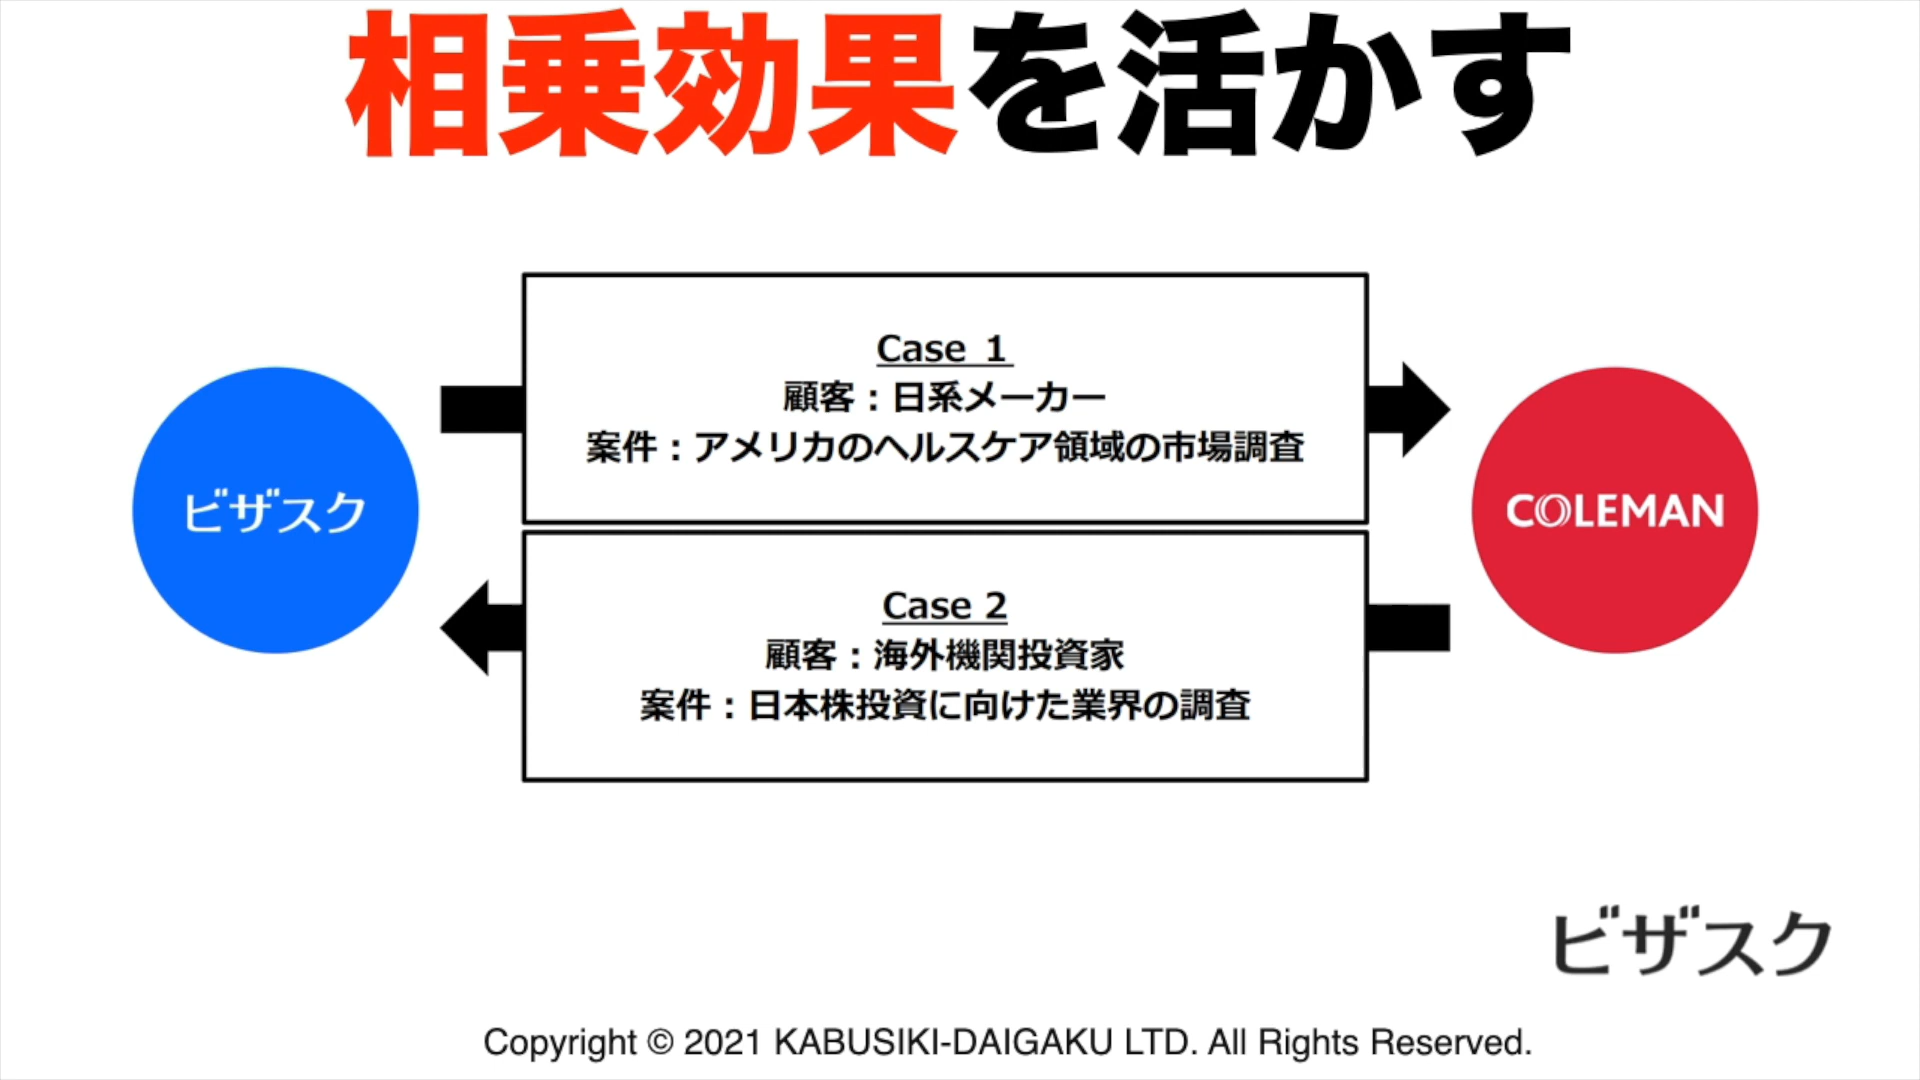 相乗効果を活かす
Case 1
顧客：日系メーカー
案件：アメリカのヘルスケア領域の市場調査
ビザスク
COLEMAN
Case 2
顧客：海外機関投資家
案件：日本株投資に向けた業界の調査
ビザスク
Copyright © 2021 KABUSIKI-DAIGAKU LTD. All Rights Reserved.